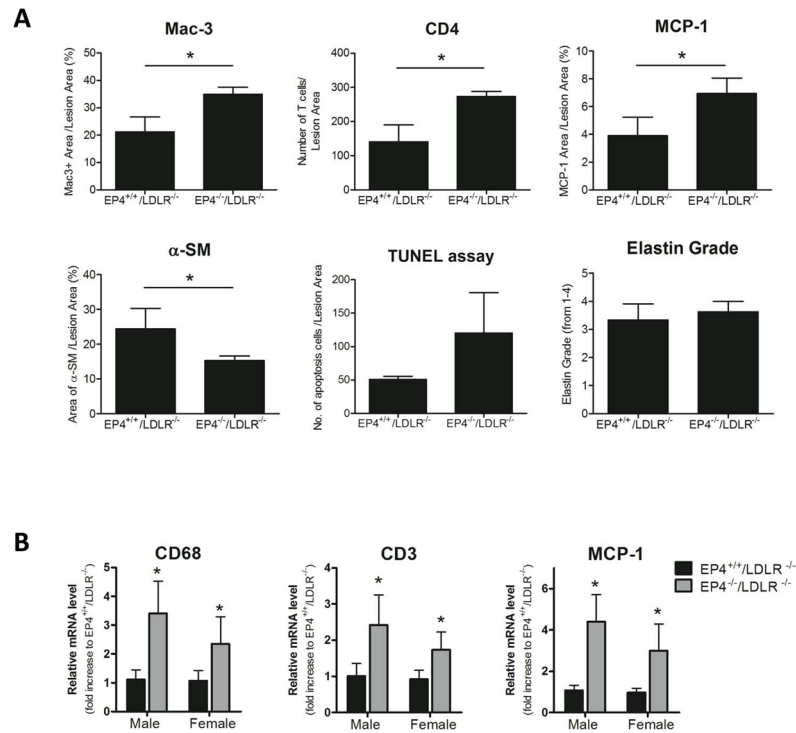 A
Mac-3
Mac3+ Area /Lesion Area (%)
50
40
30
20
10
0
*
EP4+/+/LDLR-/-
EP4-/-/LDLR-/-
CD4
Number of T cells/
Lesion Area
400
300
200
100
0
*
EP4+/+/LDLR-/-
EP4-/-/LDLR-/-
MCP-1
MCP-1 Area/Lesion Area (%)
10
8
6
4
2
0
*
EP4+/+/LDLR-/-
EP4-/-/LDLR-/-
α-SM
Area of α-SM /Lesion Area (%)
40
30
20
10
0
*
EP4+/+/LDLR-/-
EP4-/-/LDLR-/-
TUNEL assay
No. of apoptosis cells /Lesion Area
200
150
100
50
0
EP4+/+/LDLR-/-
EP4-/-/LDLR-/-
Elastin Grade
Elastin Grade (from 1-4)
5
4
3
2
1
0
EP4+/+/LDLR-/-
EP4-/-/LDLR-/-
B
CD68
Relative mRNA level
(fold increase to EP4+/+/LDLR-/-)
5
4
3
2
1
0
*
*
Male
Female
CD3
Relative mRNA level
(fold increase to EP4+/+/LDLR-/-)
4
3
2
1
0
*
*
Male
Female
MCP-1
Relative mRNA level
(fold increase to EP4+/+/LDLR-/-)
6
4
2
0
*
*
Male
Female
EP4+/+/LDLR -/-
EP4-/-/LDLR -/-